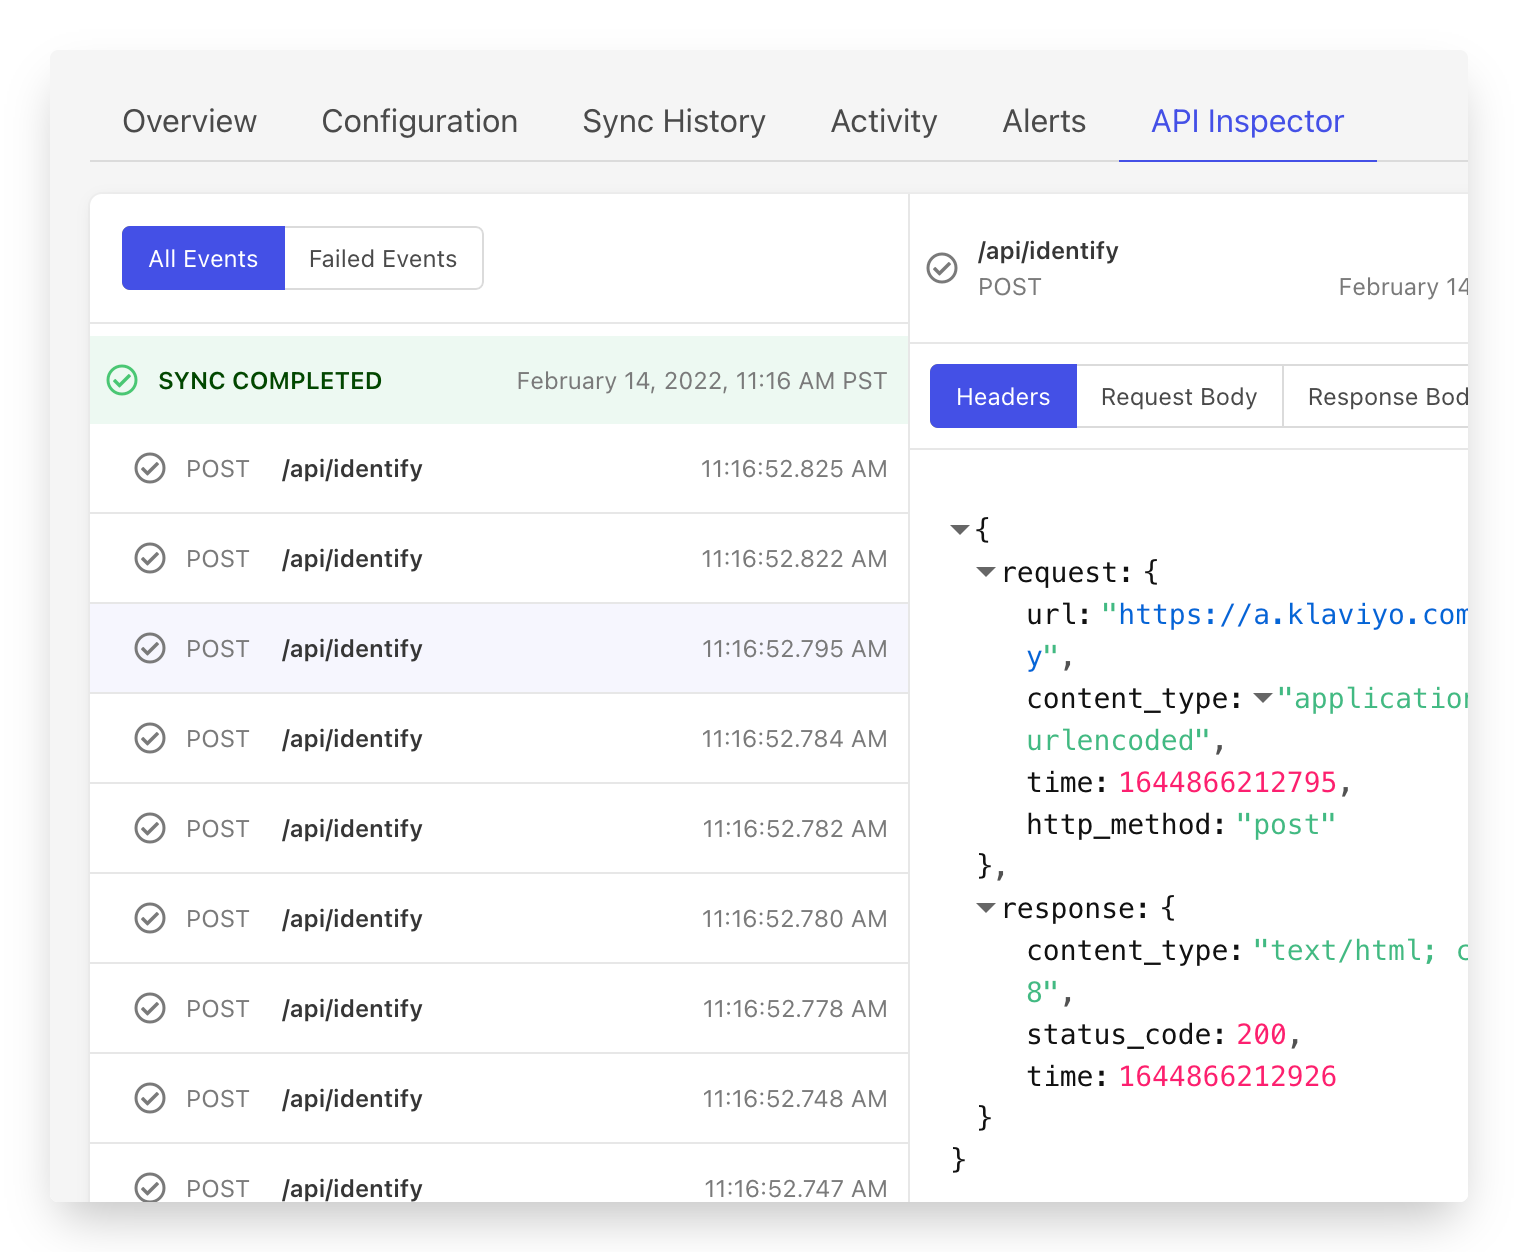 Overview Configuration Sync History Activity Alerts API Inspector
All Events Failed Events
SYNC COMPLETED February 14, 2022, 11:16 AM PST
POST /api/identify 11:16:52.825 AM
POST /api/identify 11:16:52.822 AM
POST /api/identify 11:16:52.795 AM
POST /api/identify 11:16:52.784 AM
POST /api/identify 11:16:52.782 AM
POST /api/identify 11:16:52.780 AM
POST /api/identify 11:16:52.778 AM
POST /api/identify 11:16:52.748 AM
POST /api/identify 11:16:52.747 AM
/api/identify
POST February 14
Headers Request Body Response Bod
{
request: {
url: "https://a.klaviyo.com
y",
content_type: "application
urlencoded",
time: 1644866212795,
http_method: "post"
},
response: {
content_type: "text/html; c
8",
status_code: 200,
time: 1644866212926
}
}